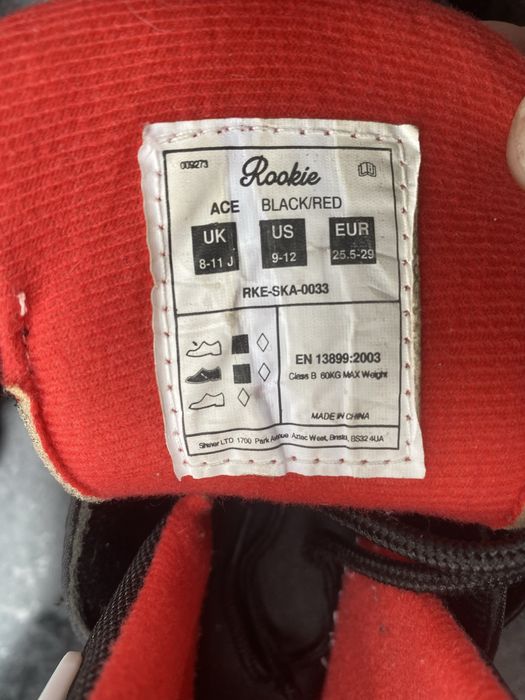 009273
Rookie
ACE BLACK/RED
UK US EUR
8-11 J 9-12 25.5-29
RKE-SKA-0033
EN 13899:2003
Class B 60KG MAX Weight
MADE IN CHINA
Shiner LTD 1700 Park Avenue Aztec West, Bristol, BS32 4UA